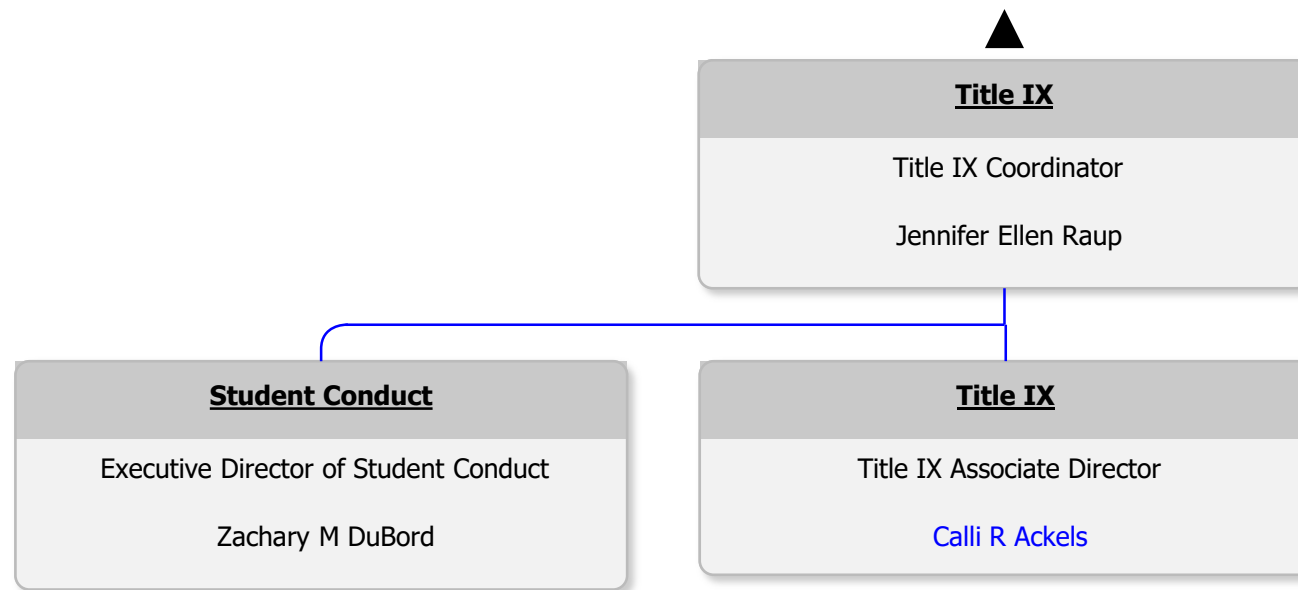 Title IX
Title IX Coordinator
Jennifer Ellen Raup
Student Conduct
Executive Director of Student Conduct
Zachary M DuBord
Title IX
Title IX Associate Director
Calli R Ackels